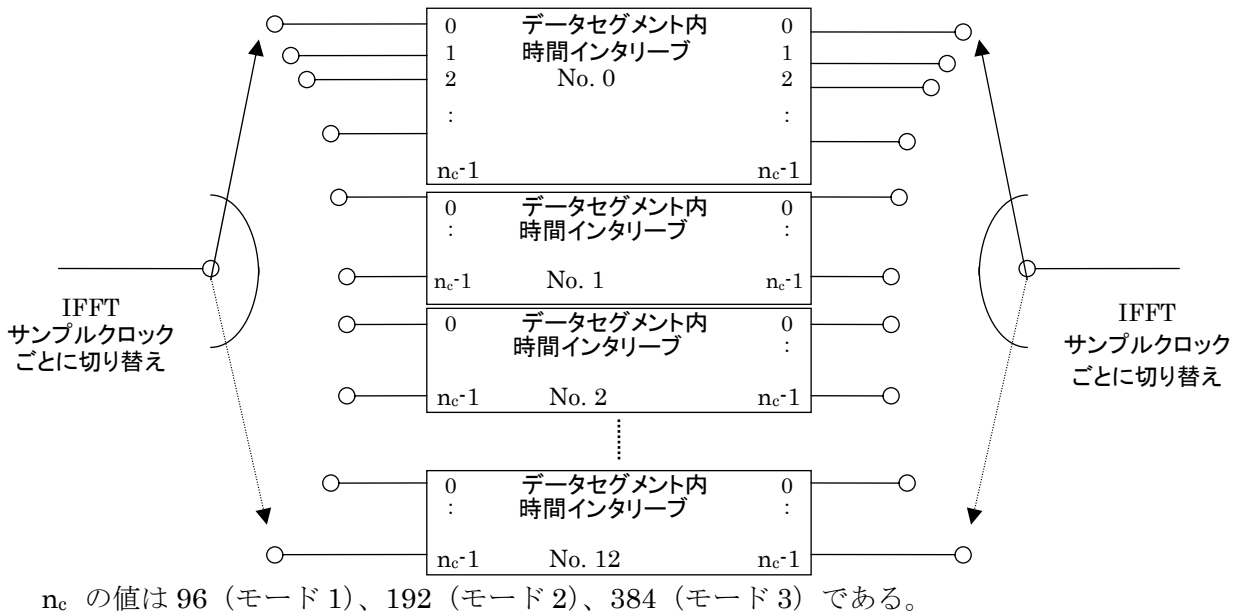 0 データセグメント内 0
1 時間インタリーブ 1
2 No. 0 2
: :
nc-1 nc-1
0 データセグメント内 0
: 時間インタリーブ :
nc-1 No. 1 nc-1
0 データセグメント内 0
時間インタリーブ :
nc-1 No. 2 nc-1
0 データセグメント内 0
: 時間インタリーブ :
nc-1 No. 12 nc-1
IFFT
サンプルクロック
ごとに切り替え
IFFT
サンプルクロック
ごとに切り替え
nc の値は 96（モード 1）、192（モード 2）、384（モード 3）である。